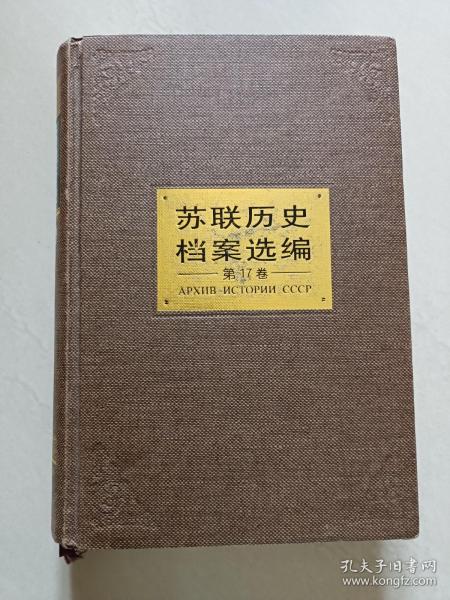 苏联历史
档案选编
第17卷
АРХИВ ИСТОРИИ СССР
孔夫子旧书网
www.kongfz.com